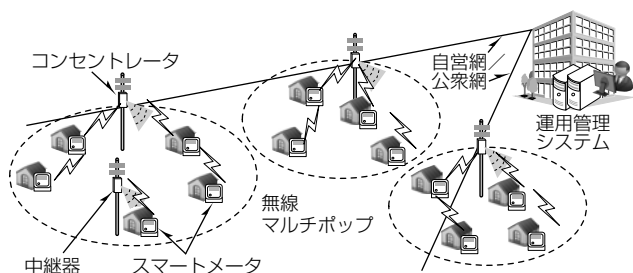 コンセントレータ
自営網／
公衆網
運用管理
システム
無線
マルチポップ
中継器
スマートメータ